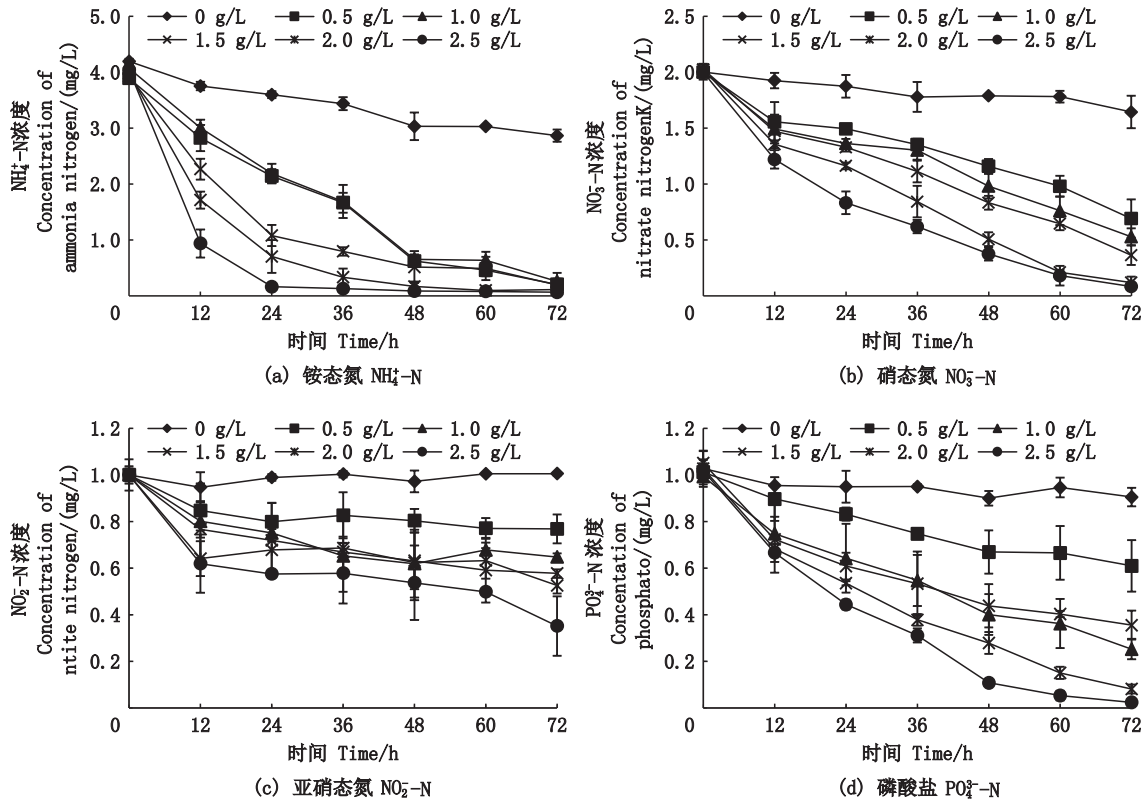 0 g/L 0.5 g/L 1.0 g/L
1.5 g/L 2.0 g/L 2.5 g/L
NH₄⁺-N浓度
Concentration of
ammonia nitrogen/(mg/L)
5.0
4.0
3.0
2.0
1.0
0 12 24 36 48 60 72
时间 Time/h
(a) 铵态氮 NH₄⁺-N
0 g/L 0.5 g/L 1.0 g/L
1.5 g/L 2.0 g/L 2.5 g/L
NO₃⁻-N浓度
Concentration of
nitrate nitrogenK/(mg/L)
2.5
2.0
1.5
1.0
0.5
0 12 24 36 48 60 72
时间 Time/h
(b) 硝态氮 NO₃⁻-N
0 g/L 0.5 g/L 1.0 g/L
1.5 g/L 2.0 g/L 2.5 g/L
NO₂⁻-N浓度
Concentration of
ntite nitrogen/(mg/L)
1.2
1.0
0.8
0.6
0.4
0.2
0 12 24 36 48 60 72
时间 Time/h
(c) 亚硝态氮 NO₂⁻-N
0 g/L 0.5 g/L 1.0 g/L
1.5 g/L 2.0 g/L 2.5 g/L
PO₄³⁻-N 浓度
Concentation of
phosphato/(mg/L)
1.2
1.0
0.8
0.6
0.4
0.2
0 12 24 36 48 60 72
时间 Time/h
(d) 磷酸盐 PO₄³⁻-N